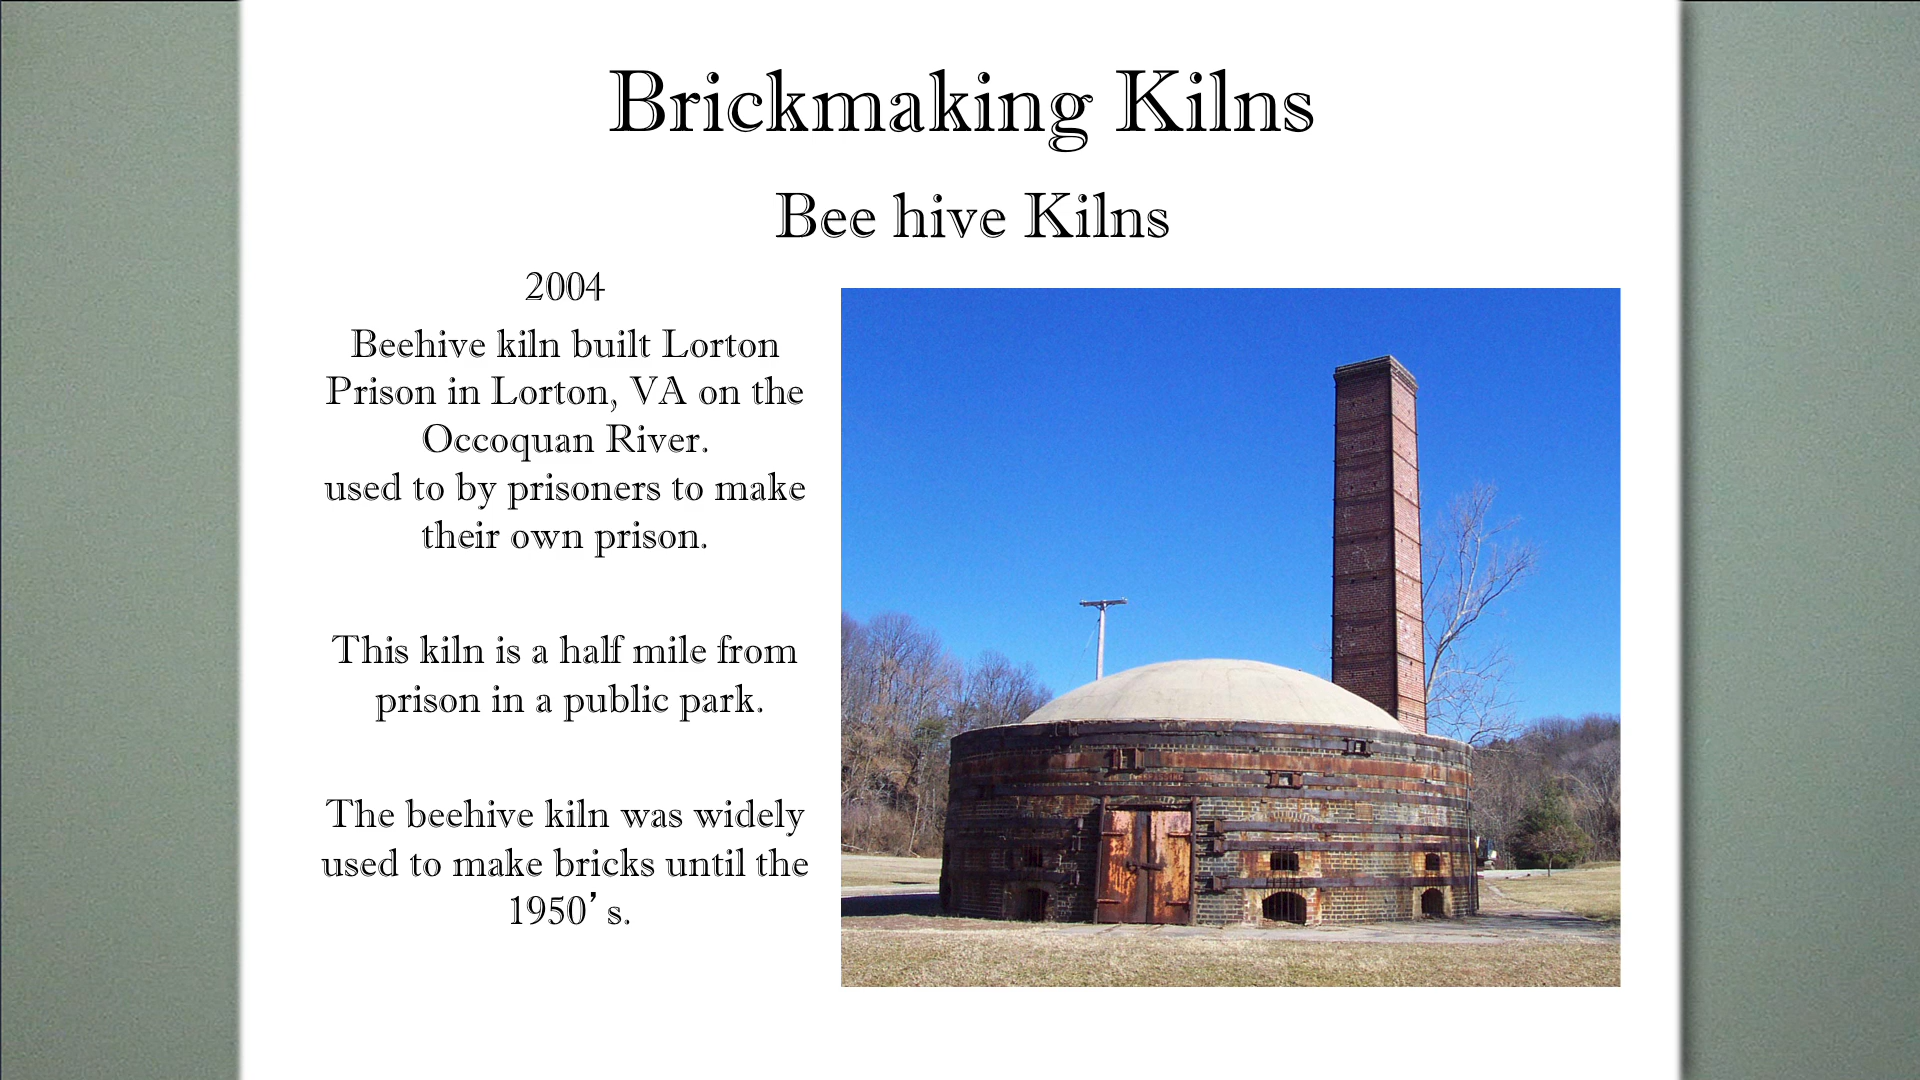 Brickmaking Kilns
Bee hive Kilns
2004
Beehive kiln built Lorton
Prison in Lorton, VA on the
Occoquan River.
used to by prisoners to make
their own prison.
This kiln is a half mile from
prison in a public park.
The beehive kiln was widely
used to make bricks until the
1950’s.